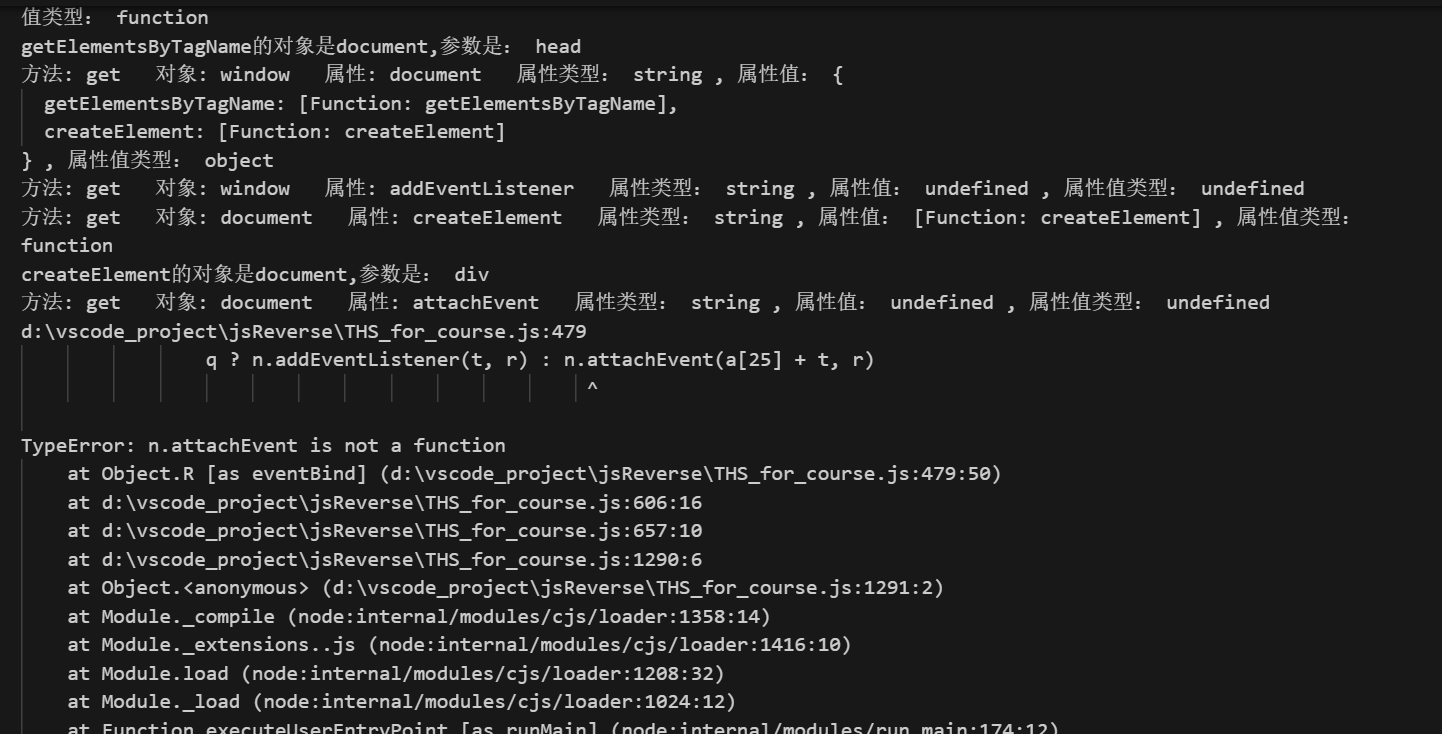 值类型： function
getElementsByTagName的对象是document,参数是： head
方法: get   对象: window   属性: document   属性类型： string , 属性值： {
  getElementsByTagName: [Function: getElementsByTagName],
  createElement: [Function: createElement]
} , 属性值类型： object
方法: get   对象: window   属性: addEventListener   属性类型： string , 属性值： undefined , 属性值类型： undefined
方法: get   对象: document   属性: createElement   属性类型： string , 属性值： [Function: createElement] , 属性值类型：
function
createElement的对象是document,参数是： div
方法: get   对象: document   属性: attachEvent   属性类型： string , 属性值： undefined , 属性值类型： undefined
d:\vscode_project\jsReverse\THS_for_course.js:479
                q ? n.addEventListener(t, r) : n.attachEvent(a[25] + t, r)
                                                 ^
TypeError: n.attachEvent is not a function
    at Object.R [as eventBind] (d:\vscode_project\jsReverse\THS_for_course.js:479:50)
    at d:\vscode_project\jsReverse\THS_for_course.js:606:16
    at d:\vscode_project\jsReverse\THS_for_course.js:657:10
    at d:\vscode_project\jsReverse\THS_for_course.js:1290:6
    at Object.<anonymous> (d:\vscode_project\jsReverse\THS_for_course.js:1291:2)
    at Module._compile (node:internal/modules/cjs/loader:1358:14)
    at Module._extensions..js (node:internal/modules/cjs/loader:1416:10)
    at Module.load (node:internal/modules/cjs/loader:1208:32)
    at Module._load (node:internal/modules/cjs/loader:1024:12)
    at Function.executeUserEntryPoint [as runMain] (node:internal/modules/run_main:174:12)